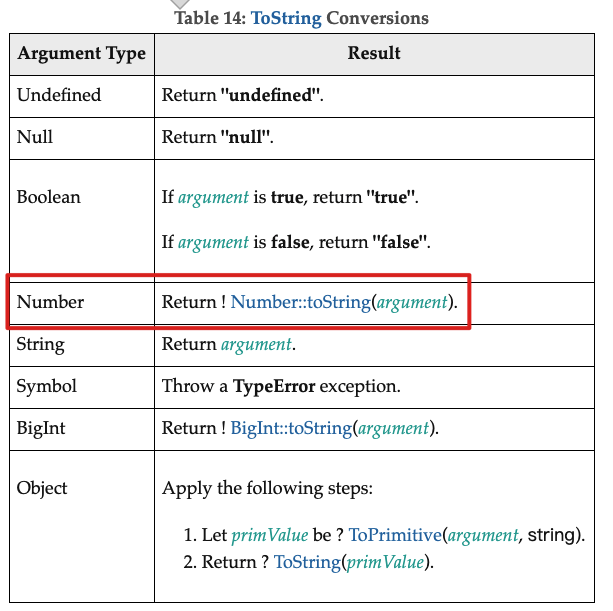 Table 14: ToString Conversions
Argument Type Result
Undefined Return "undefined".
Null Return "null".
Boolean If argument is true, return "true".
If argument is false, return "false".
Number Return ! Number::toString(argument).
String Return argument.
Symbol Throw a TypeError exception.
BigInt Return ! BigInt::toString(argument).
Object Apply the following steps:
1. Let primValue be ? ToPrimitive(argument, string).
2. Return ? ToString(primValue).